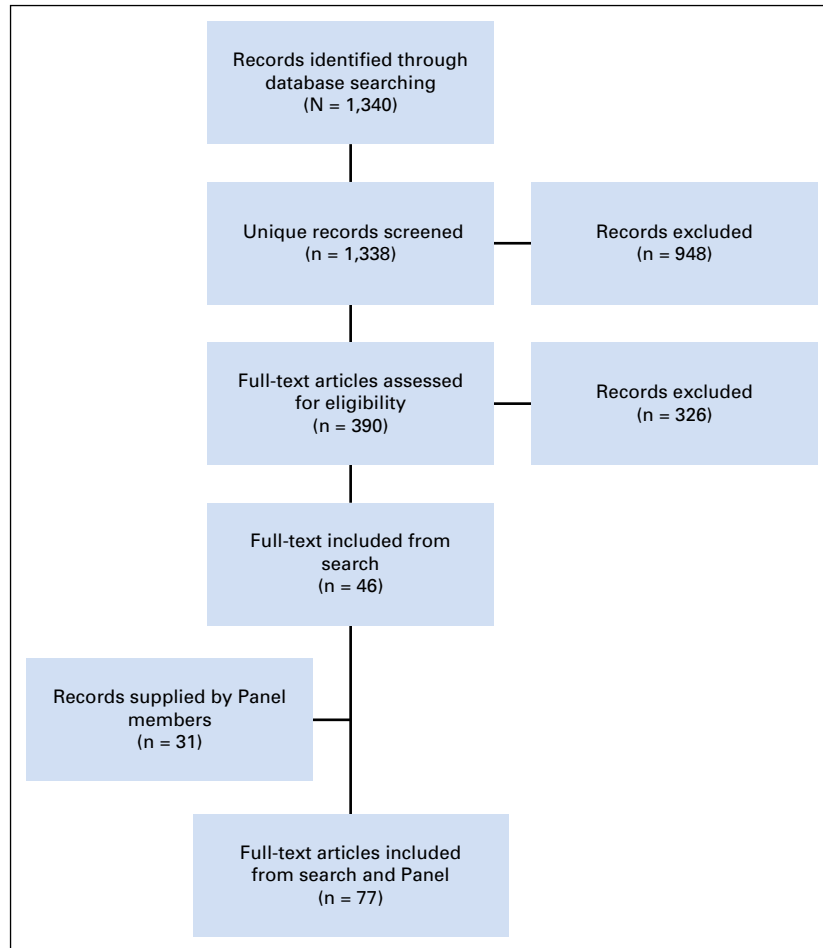 Records identified through
database searching
(N = 1,340)
Unique records screened
(n = 1,338)
Records excluded
(n = 948)
Full-text articles assessed
for eligibility
(n = 390)
Records excluded
(n = 326)
Full-text included from
search
(n = 46)
Records supplied by Panel
members
(n = 31)
Full-text articles included
from search and Panel
(n = 77)